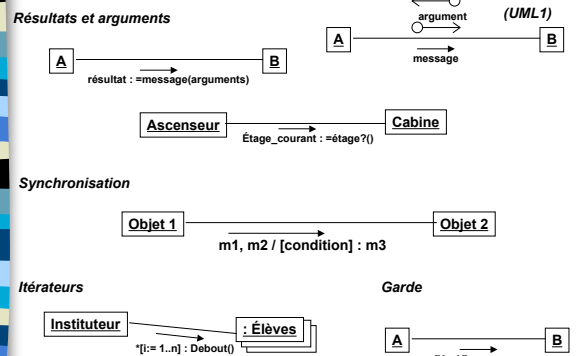 Résultats et arguments
argument
(UML1)
A
B
message
A
B
résultat : =message(arguments)
Ascenseur
Cabine
Étage_courant : =étage?()
Synchronisation
Objet 1
Objet 2
m1, m2 / [condition] : m3
Itérateurs
Garde
Instituteur
: Élèves
*[i:= 1..n] : Debout()
A
B